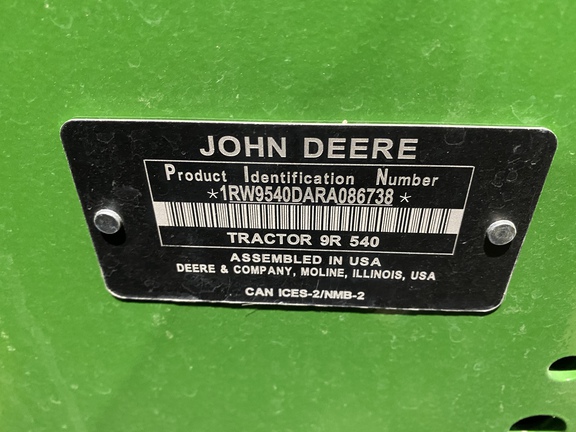 JOHN DEERE
Product Identification Number
*1RW9540DARA086738*
TRACTOR 9R 540
ASSEMBLED IN USA
DEERE & COMPANY, MOLINE, ILLINOIS, USA
CAN ICES-2/NMB-2